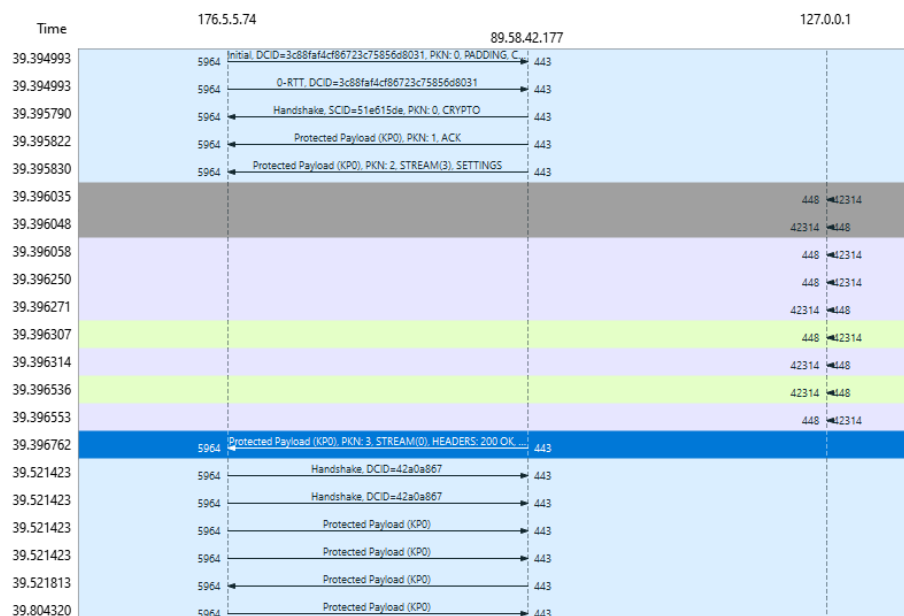 Time 176.5.5.74 89.58.42.177 127.0.0.1
39.394993 5964 Initial, DCID=3c88faf4cf86723c75856d8031, PKN: 0, PADDING, C... 443
39.394993 5964 0-RTT, DCID=3c88faf4cf86723c75856d8031 443
39.395790 5964 Handshake, SCID=51e615de, PKN: 0, CRYPTO 443
39.395822 5964 Protected Payload (KP0), PKN: 1, ACK 443
39.395830 5964 Protected Payload (KP0), PKN: 2, STREAM(3), SETTINGS 443
39.396035 448 42314
39.396048 42314 448
39.396058 448 42314
39.396250 448 42314
39.396271 42314 448
39.396307 448 42314
39.396314 42314 448
39.396536 42314 448
39.396553 448 42314
39.396762 5964 Protected Payload (KP0), PKN: 3, STREAM(0), HEADERS: 200 OK, ... 443
39.521423 5964 Handshake, DCID=42a0a867 443
39.521423 5964 Handshake, DCID=42a0a867 443
39.521423 5964 Protected Payload (KP0) 443
39.521423 5964 Protected Payload (KP0) 443
39.521813 5964 Protected Payload (KP0) 443
39.804320 5964 Protected Payload (KP0) 443